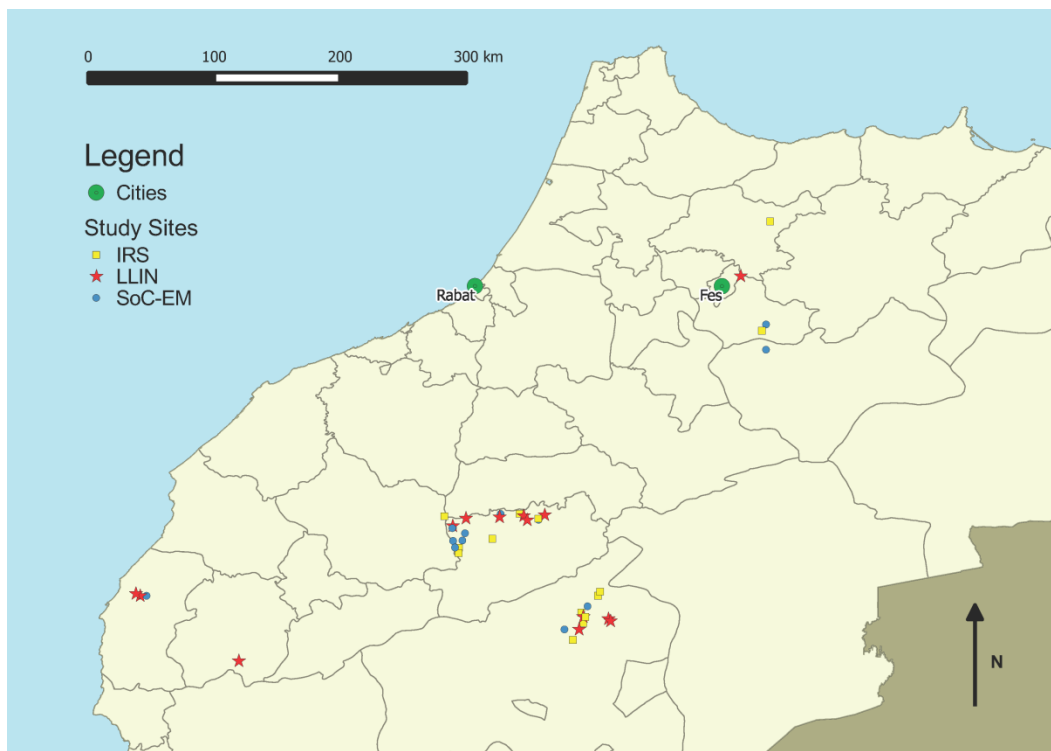 0 100 200 300 km
Legend
Cities
Study Sites
IRS
LLIN
SoC-EM
Rabat
Fes
N